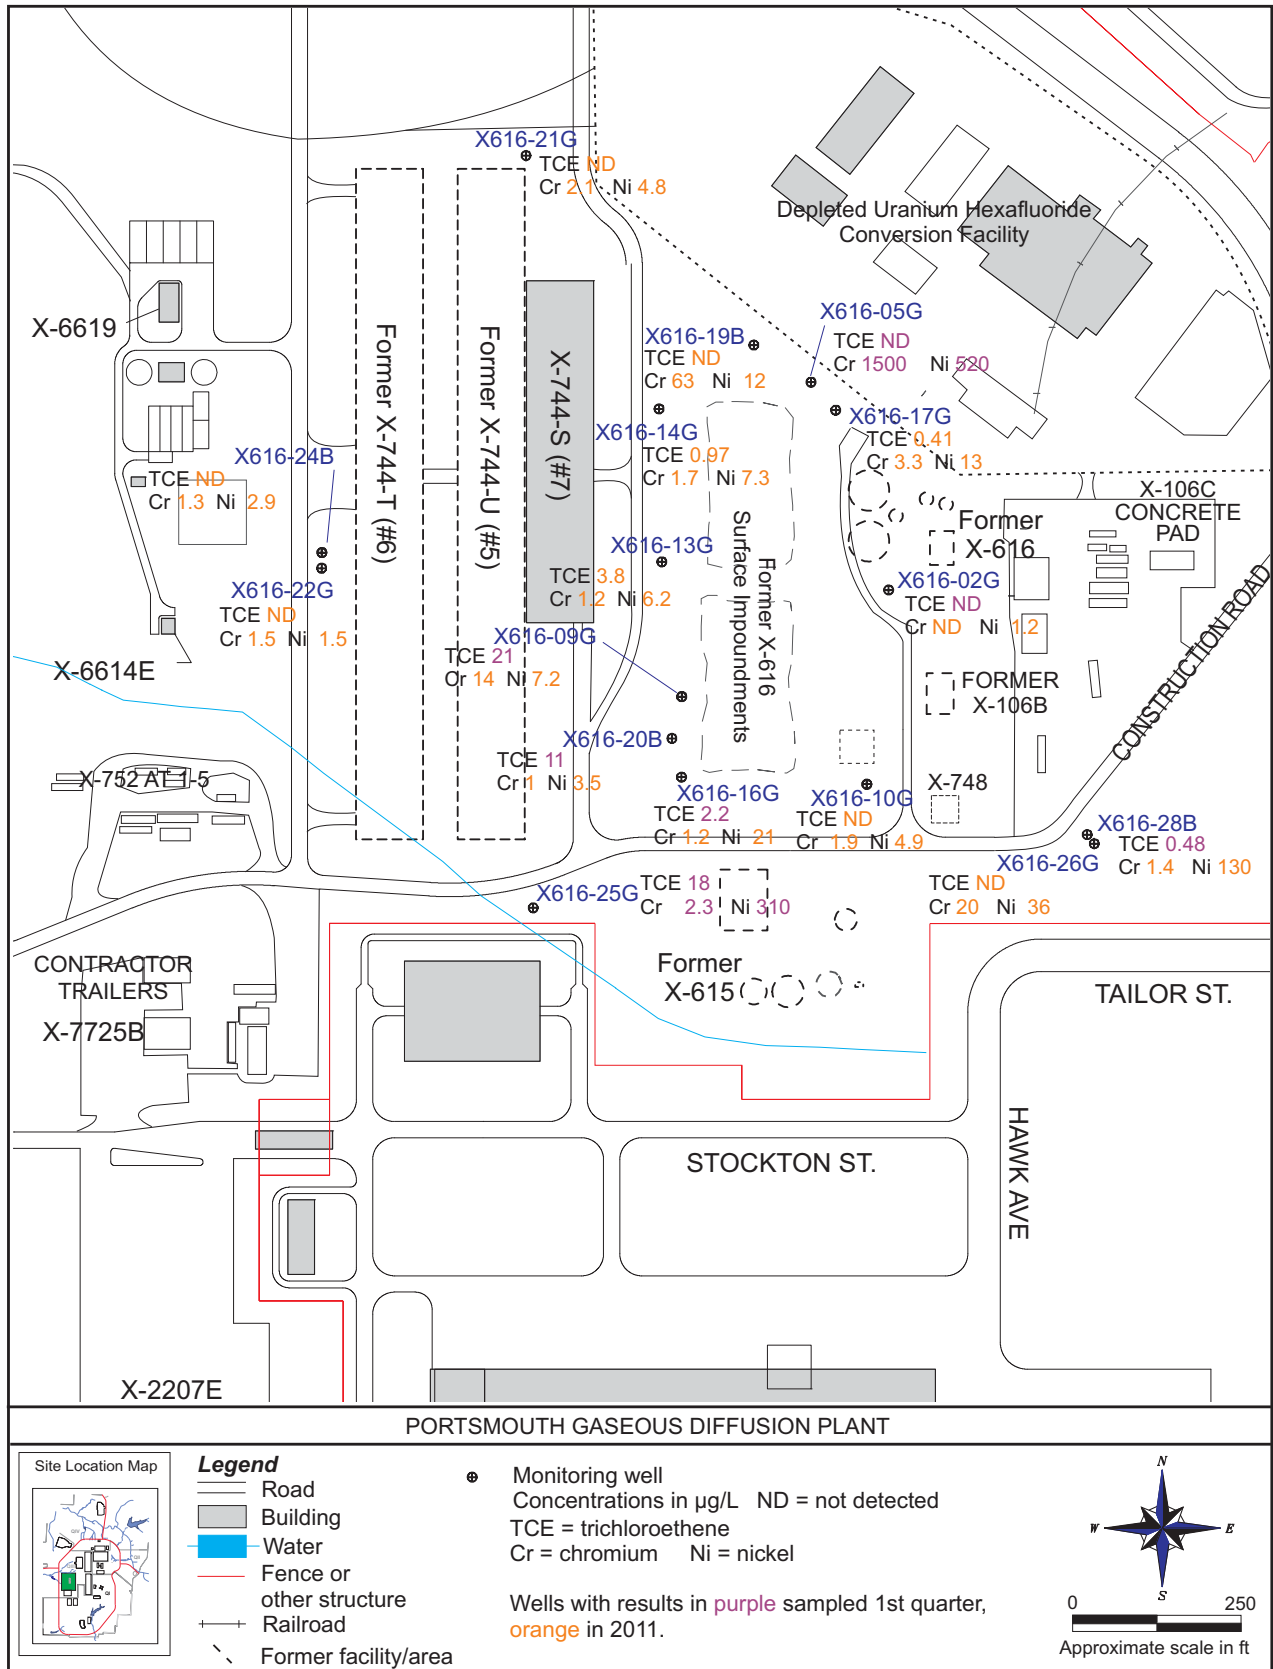 X616-21G
TCE ND
Cr 2.1 Ni 4.8
Depleted Uranium Hexafluoride
Conversion Facility
X-6619
X616-05G
TCE ND
Cr 1500 Ni 520
X616-19B
TCE ND
Cr 63 Ni 12
Former X-744-T (#6)
Former X-744-U (#5)
X-744-S (#7)
X616-14G
TCE 0.97
Cr 1.7 Ni 7.3
X616-17G
TCE 0.41
Cr 3.3 Ni 13
X616-24B
TCE ND
Cr 1.3 Ni 2.9
X-106C
CONCRETE
PAD
Former
X-616
Former X-616
Surface Impoundments
X616-13G
TCE 3.8
Cr 1.2 Ni 6.2
X616-22G
TCE ND
Cr 1.5 Ni 1.5
X616-02G
TCE ND
Cr ND Ni 1.2
X616-09G
TCE 21
Cr 14 Ni 7.2
X-6614E
FORMER
X-106B
CONSTRUCTION ROAD
X616-20B
TCE 11
Cr 1 Ni 3.5
X-752 AT 1-5
X616-16G
TCE 2.2
Cr 1.2 Ni 21
X616-10G
TCE ND
Cr 1.9 Ni 4.9
X-748
X616-28B
TCE 0.48
Cr 1.4 Ni 130
X616-26G
TCE ND
Cr 20 Ni 36
X616-25G
TCE 18
Cr 2.3 Ni 310
CONTRACTOR
TRAILERS
X-7725B
Former
X-615
TAILOR ST.
HAWK AVE
STOCKTON ST.
X-2207E
PORTSMOUTH GASEOUS DIFFUSION PLANT
Site Location Map
Legend
Road
Building
Water
Fence or
other structure
Railroad
Former facility/area
Monitoring well
Concentrations in µg/L ND = not detected
TCE = trichloroethene
Cr = chromium Ni = nickel
Wells with results in purple sampled 1st quarter,
orange in 2011.
N
W E
S
0 250
Approximate scale in ft